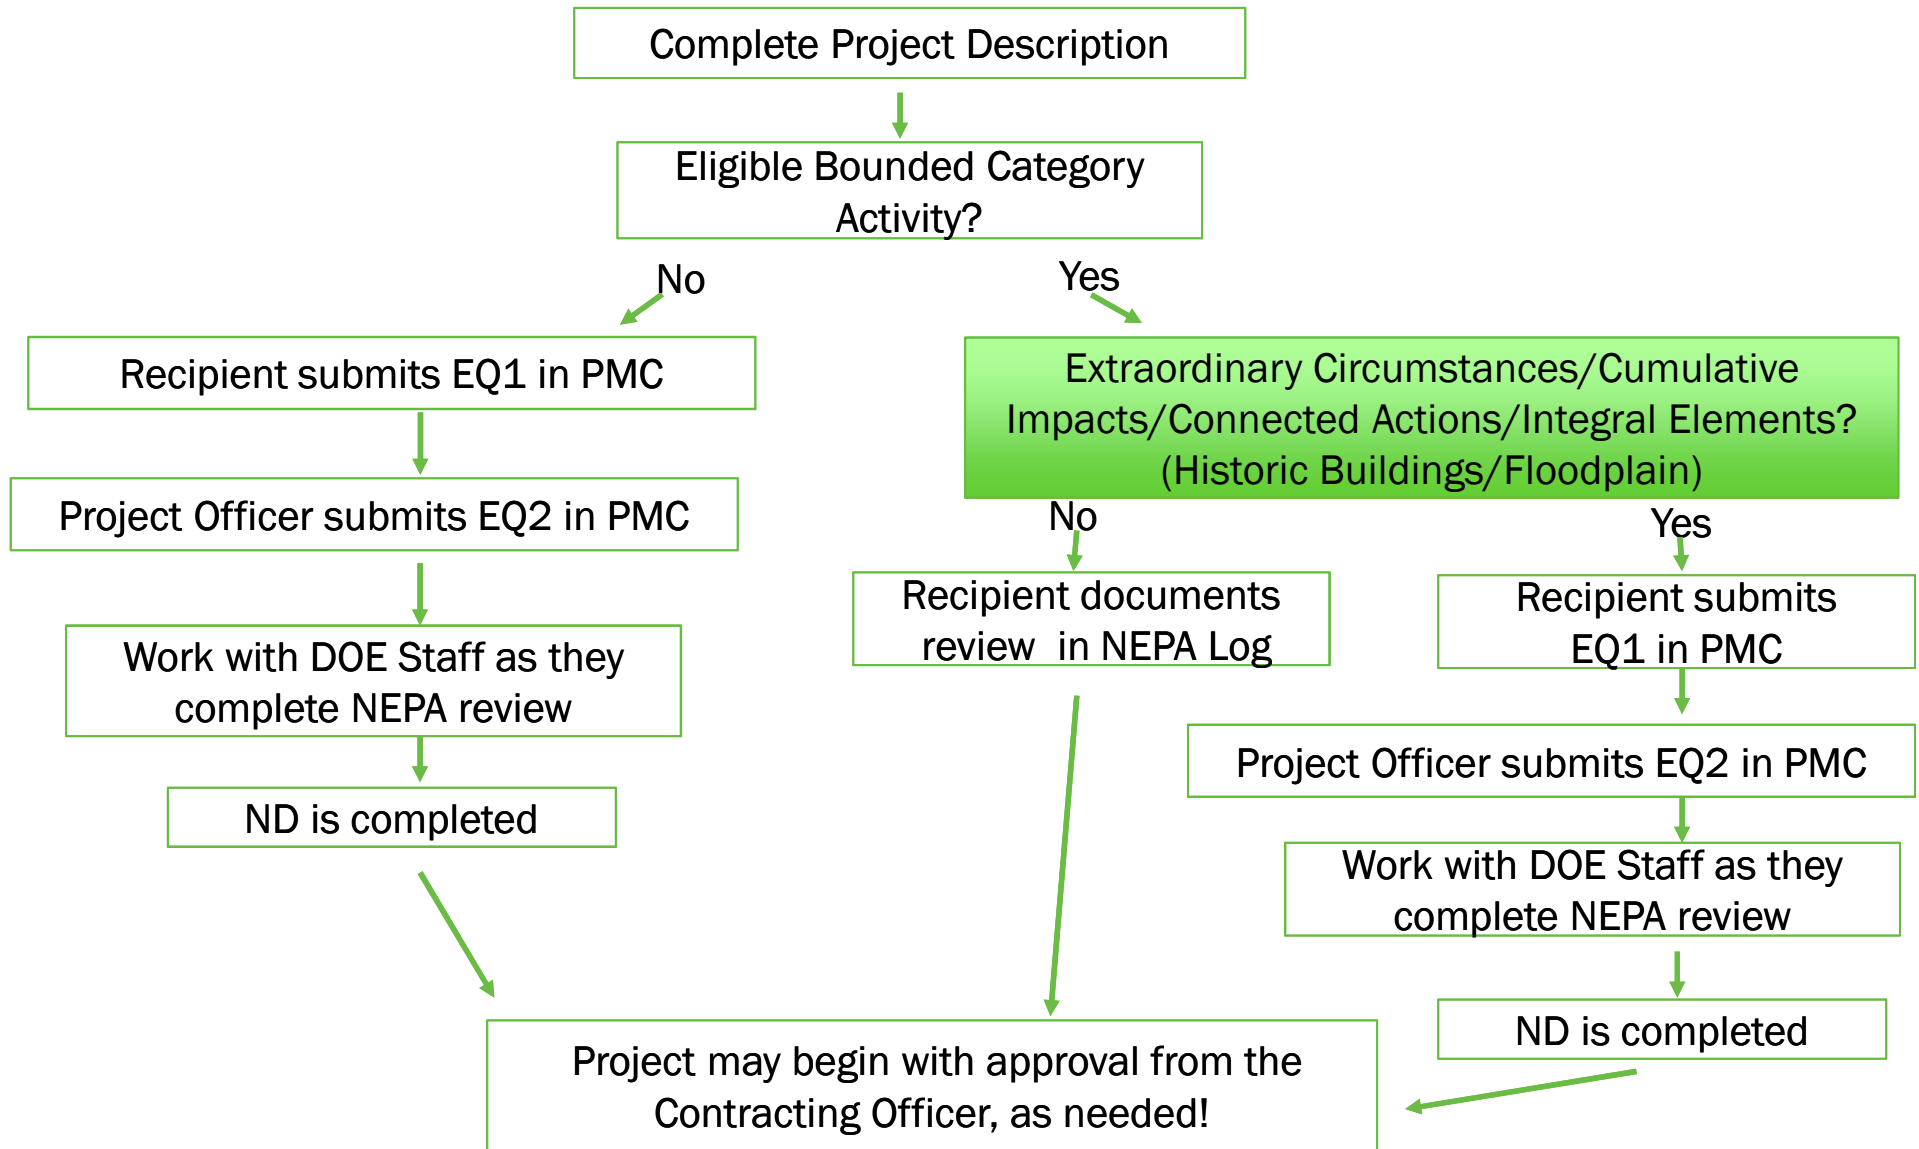 Complete Project Description
Eligible Bounded Category
Activity?
No
Yes
Recipient submits EQ1 in PMC
Project Officer submits EQ2 in PMC
Work with DOE Staff as they
complete NEPA review
ND is completed
Extraordinary Circumstances/Cumulative
Impacts/Connected Actions/Integral Elements?
(Historic Buildings/Floodplain)
No
Yes
Recipient documents
review in NEPA Log
Recipient submits
EQ1 in PMC
Project Officer submits EQ2 in PMC
Work with DOE Staff as they
complete NEPA review
ND is completed
Project may begin with approval from the
Contracting Officer, as needed!